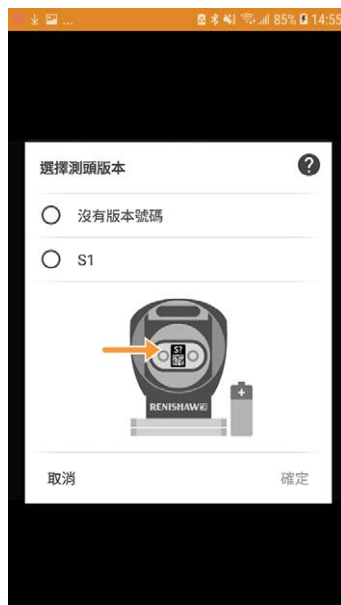 ... 85% 14:55
選擇測頭版本 ?
沒有版本號碼
S1
S?
RENISHAW
+
取消 確定